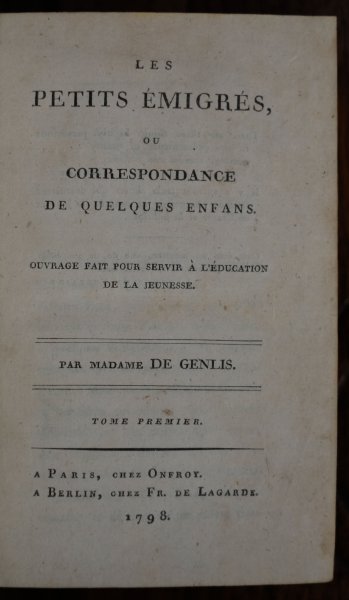 LES
PETITS ÉMIGRÉS,
OU
CORRESPONDANCE
DE QUELQUES ENFANS.
OUVRAGE FAIT POUR SERVIR À L'ÉDUCATION
DE LA JEUNESSE.
PAR MADAME DE GENLIS.
TOME PREMIER.
A PARIS, CHEZ ONFROY.
A BERLIN, CHEZ FR. DE LAGARDE.
1798.